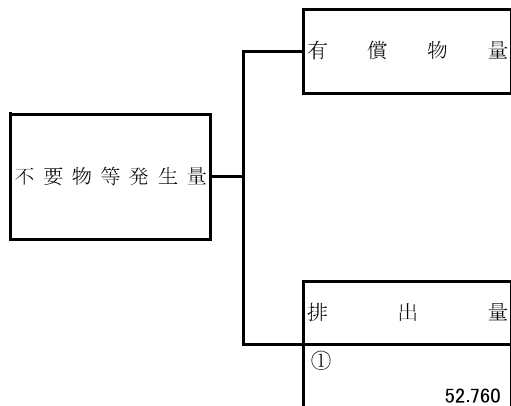 有償物量
不要物等発生量
排出量
①
52.760